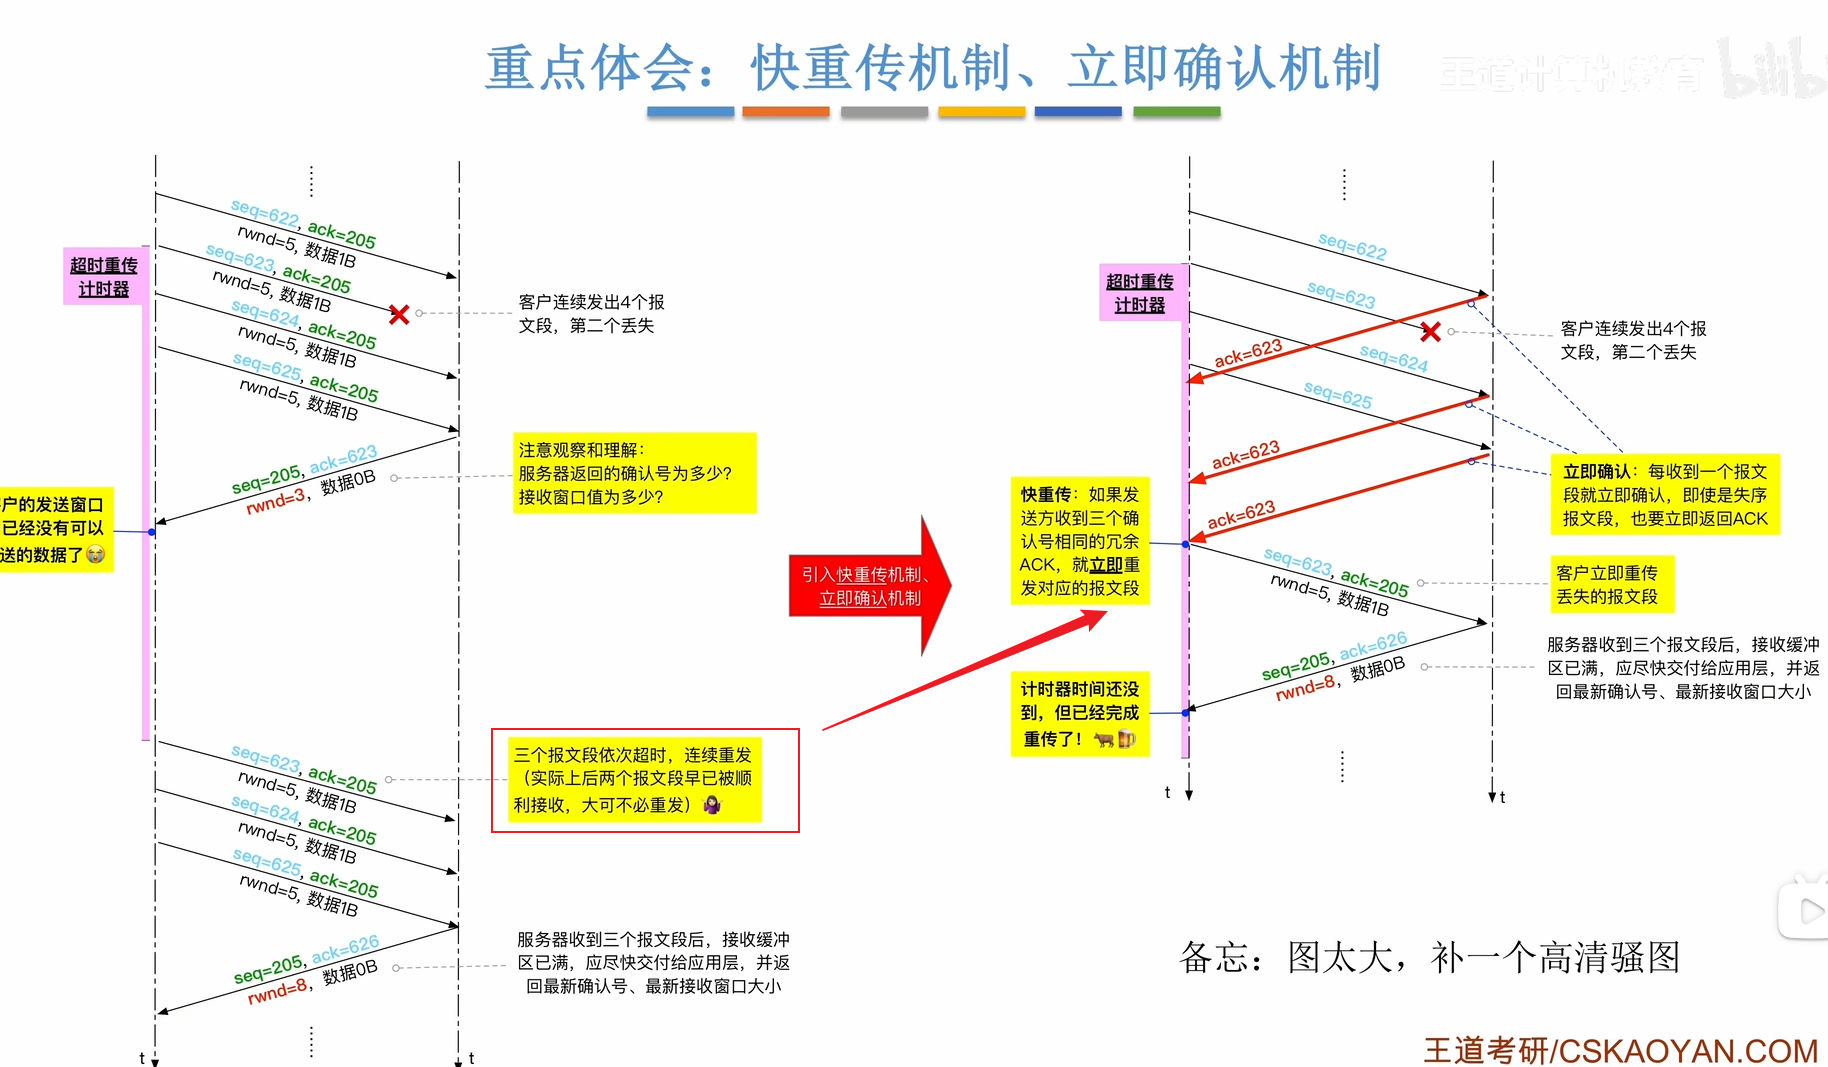 重点体会：快重传机制、立即确认机制
王道计算机教育
bilibi
seq=622, ack=205
rwnd=5, 数据1B
超时重传
计时器
seq=623, ack=205
rwnd=5, 数据1B
客户连续发出4个报
文段，第二个丢失
seq=624, ack=205
rwnd=5, 数据1B
seq=625, ack=205
rwnd=5, 数据1B
注意观察和理解：
服务器返回的确认号为多少？
接收窗口值为多少？
seq=205, ack=623
rwnd=3, 数据0B
户的发送窗口
已经没有可以
送的数据了
引入快重传机制、
立即确认机制
三个报文段依次超时，连续重发
（实际上后两个报文段早已被顺
利接收，大可不必重发）
seq=623, ack=205
rwnd=5, 数据1B
seq=624, ack=205
rwnd=5, 数据1B
seq=625, ack=205
rwnd=5, 数据1B
服务器收到三个报文段后，接收缓冲
区已满，应尽快交付给应用层，并返
回最新确认号、最新接收窗口大小
seq=205, ack=626
rwnd=8, 数据0B
t
t
seq=622
超时重传
计时器
seq=623
客户连续发出4个报
文段，第二个丢失
ack=623
seq=624
seq=625
ack=623
立即确认：每收到一个报文
段就立即确认，即使是失序
报文段，也要立即返回ACK
快重传：如果发
送方收到三个确
认号相同的冗余
ACK，就立即重
发对应的报文段
ack=623
seq=623, ack=205
rwnd=5, 数据1B
客户立即重传
丢失的报文段
seq=205, ack=626
rwnd=8, 数据0B
服务器收到三个报文段后，接收缓冲
区已满，应尽快交付给应用层，并返
回最新确认号、最新接收窗口大小
计时器时间还没
到，但已经完成
重传了！
t
t
备忘：图太大，补一个高清骚图
王道考研/CSKAOYAN.COM